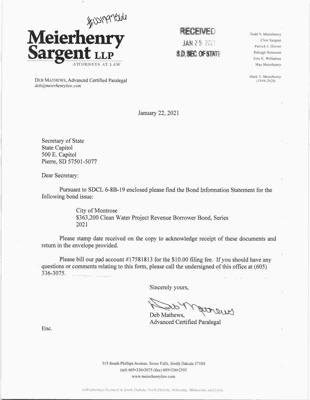 Meierhenry
Sargent LLP
ATTORNEYS AT LAW
RECEIVED
JAN 25 2021
S.D. SEC OF STATE
Todd V. Meierhenry
Clint Sargent
Patrick J. Glover
Raleigh Hansman
Mark V. Meierhenry
DEB MATHEWS, Advanced Certified Paralegal
deb@meierhenrylaw.com
January 22, 2021
Secretary of State
State Capitol
500 E. Capitol
Pierre, SD 57501-5077
Dear Secretary:
Pursuant to SDCL 6-8B-19 enclosed please find the Bond Information Statement for the
following bond issue:
City of Montrose
$363,200 Clean Water Project Revenue Borrower Bond, Series
2021
Please stamp date received on the copy to acknowledge receipt of these documents and
return in the envelope provided.
Please bill our pad account #17581813 for the $10.00 filing fee. If you should have any
questions or comments relating to this form, please call the undersigned of this office at (605)
336-3075.
Sincerely yours,
Deb Mathews
Deb Mathews,
Advanced Certified Paralegal
Enc.
315 South Phillips Avenue, Sioux Falls, South Dakota 57104
(tel) 605•336•3075 (fax) 605•336•2593
www.meierhenrylaw.com